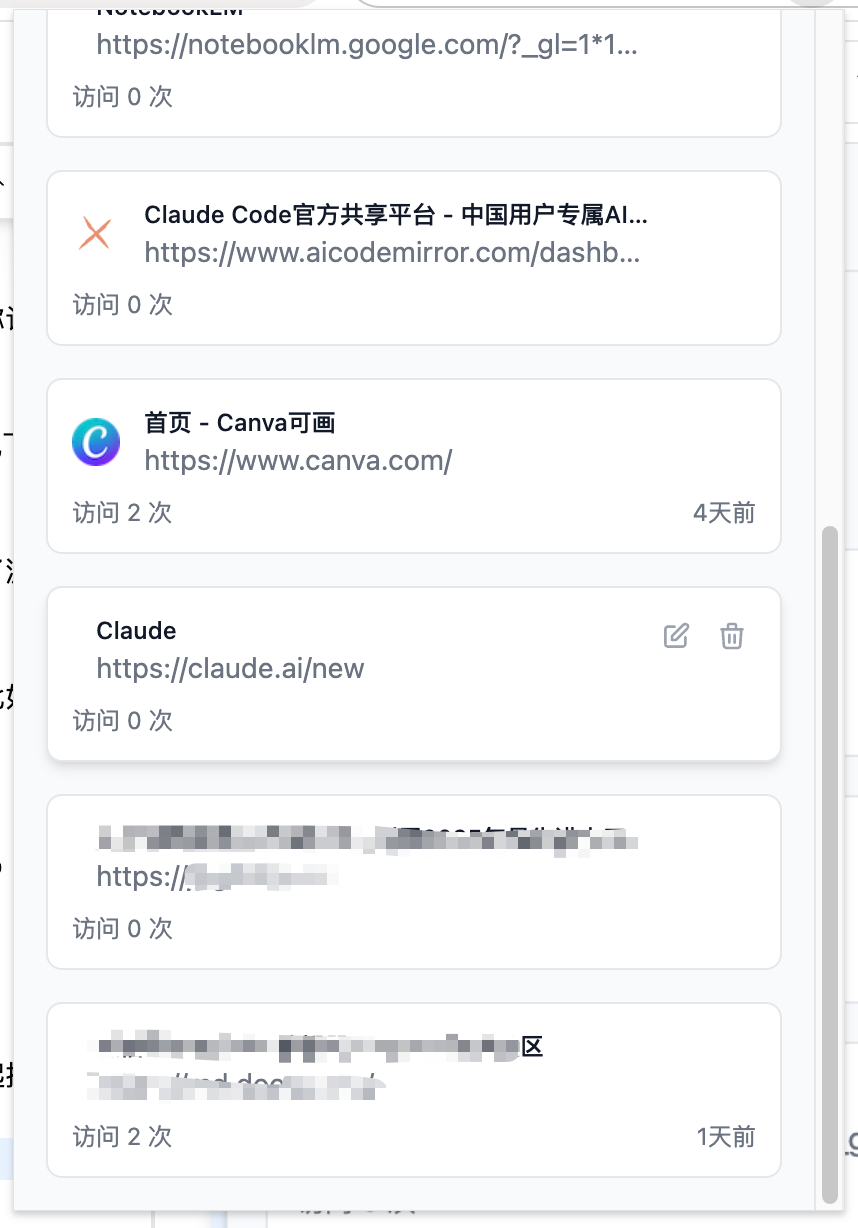 NotebookLM
https://notebooklm.google.com/?_gl=1*1...
访问 0 次
Claude Code官方共享平台 - 中国用户专属AI...
https://www.aicodemirror.com/dashb...
访问 0 次
首页 - Canva可画
https://www.canva.com/
访问 2 次
4天前
Claude
https://claude.ai/new
访问 0 次
https://
访问 0 次
区
访问 2 次
1天前